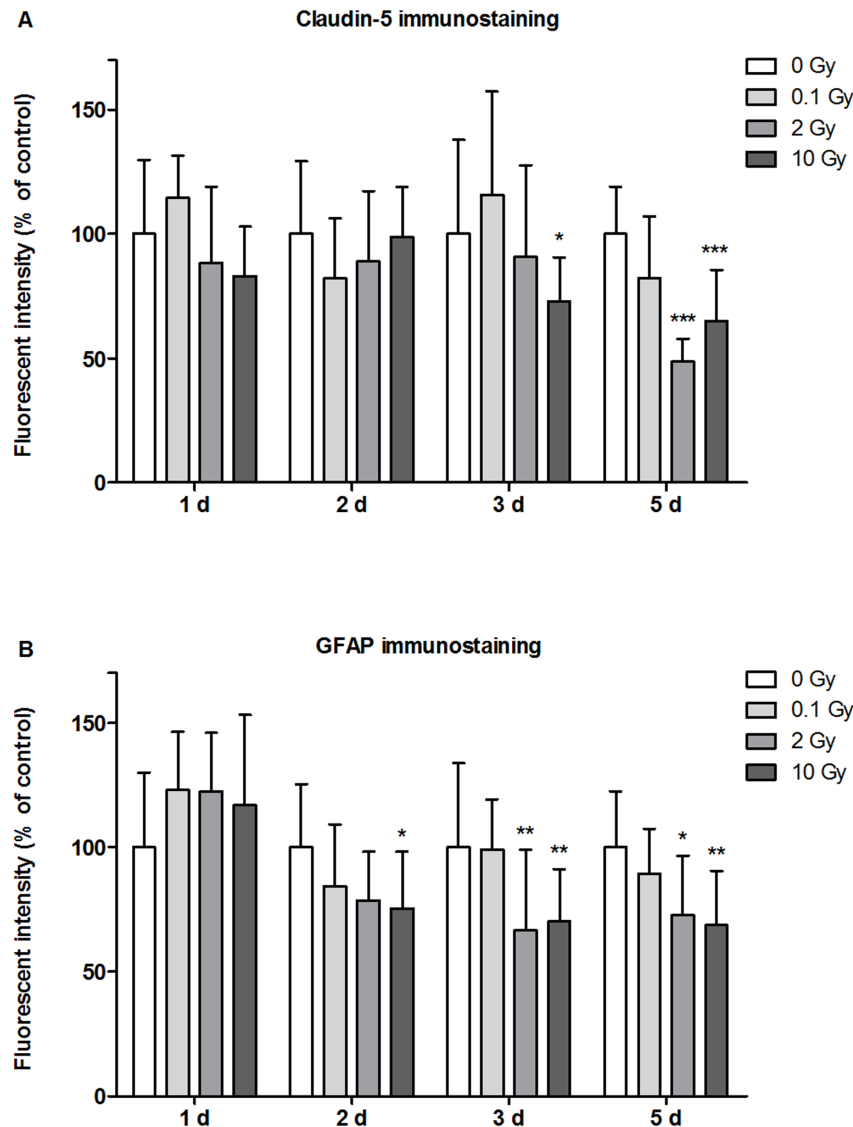 A
Claudin-5 immunostaining
Fluorescent intensity (% of control)
150
100
50
0
0 Gy
0.1 Gy
2 Gy
10 Gy
*
***
***
1 d 2 d 3 d 5 d
B
GFAP immunostaining
Fluorescent intensity (% of control)
150
100
50
0
0 Gy
0.1 Gy
2 Gy
10 Gy
*
**
**
*
**
1 d 2 d 3 d 5 d